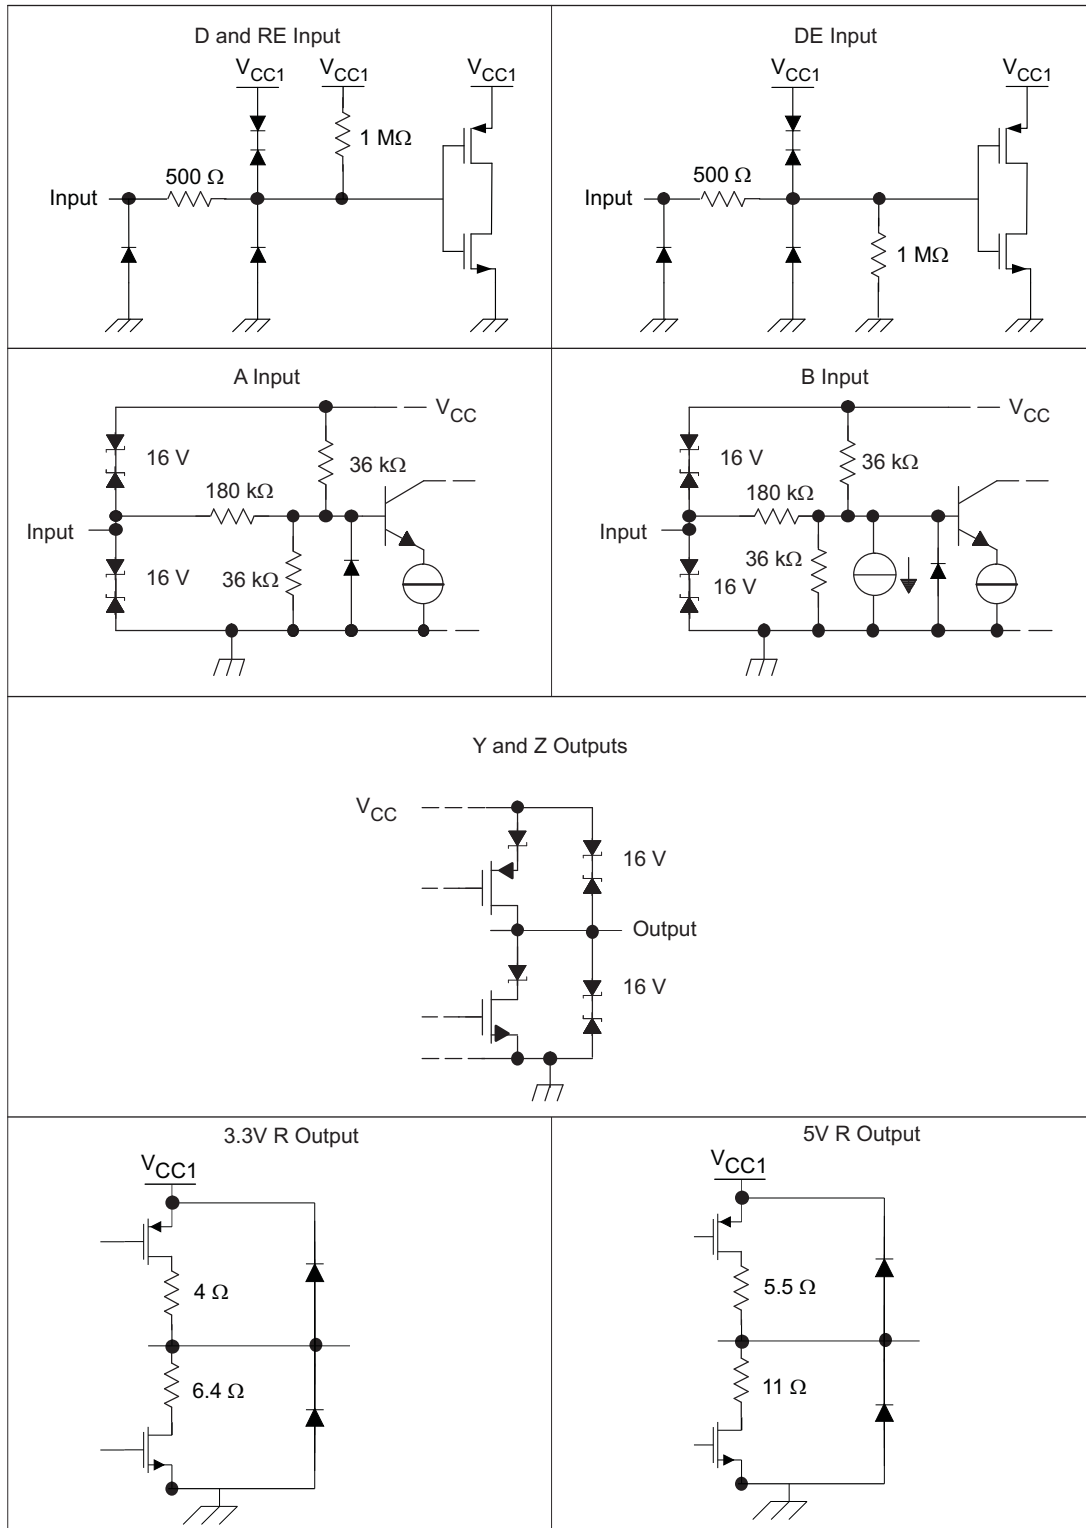 D and RE Input
VCC1
VCC1
VCC1
1 MΩ
500 Ω
Input
DE Input
VCC1
VCC1
500 Ω
Input
1 MΩ
A Input
VCC
16 V
36 kΩ
180 kΩ
Input
16 V
36 kΩ
B Input
VCC
16 V
36 kΩ
180 kΩ
Input
36 kΩ
16 V
Y and Z Outputs
VCC
16 V
Output
16 V
3.3V R Output
VCC1
4 Ω
6.4 Ω
5V R Output
VCC1
5.5 Ω
11 Ω